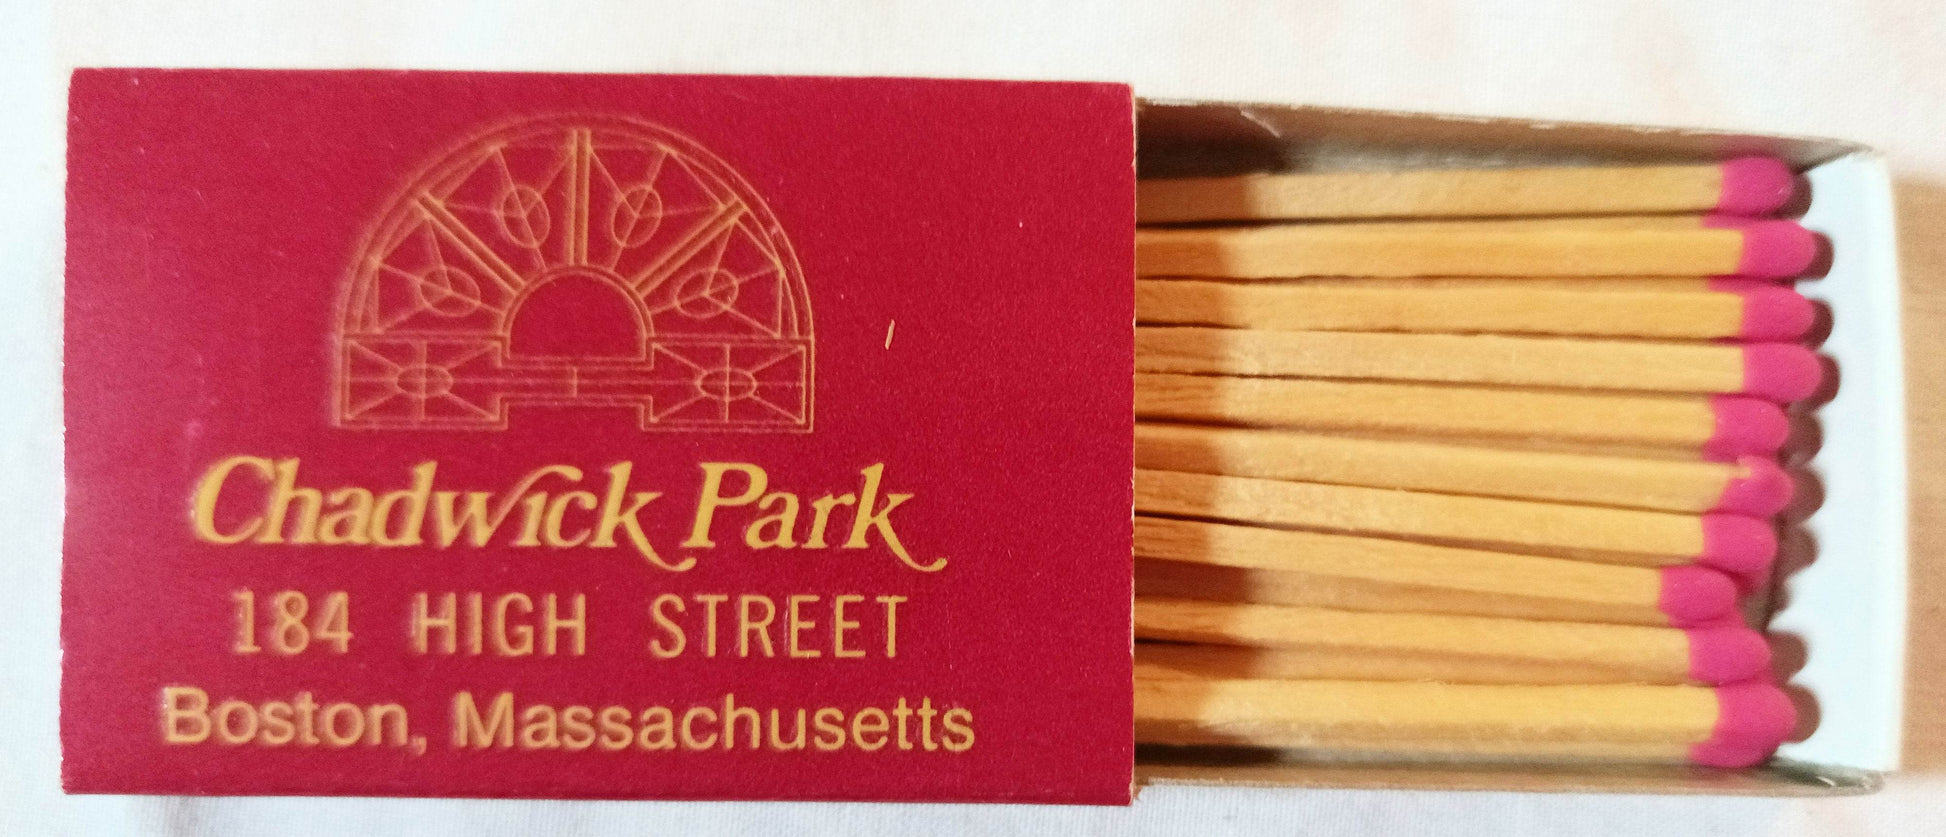 Chadwick Park
184 HIGH STREET
Boston, Massachusetts